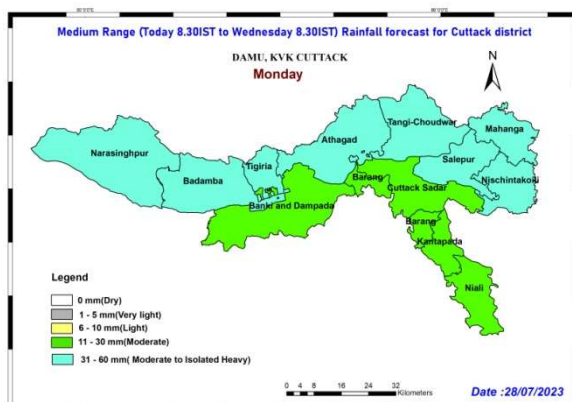 Medium Range (Today 8.30IST to Wednesday 8.30IST) Rainfall forecast for Cuttack district
DAMU, KVK CUTTACK
Monday
N
Tangi-Choudwar
Mahanga
Athagad
Narasinghpur
Salepur
Tigiria
Badamba
Barang
Nischintakoili
Cuttack Sadar
Banki and Dampada
Barang
Kantapada
Niali
Legend
0 mm(Dry)
1 - 5 mm(Very light)
6 - 10 mm(Light)
11 - 30 mm(Moderate)
31 - 60 mm( Moderate to Isolated Heavy)
0 4 8 16 24 32
Kilometers
Date :28/07/2023